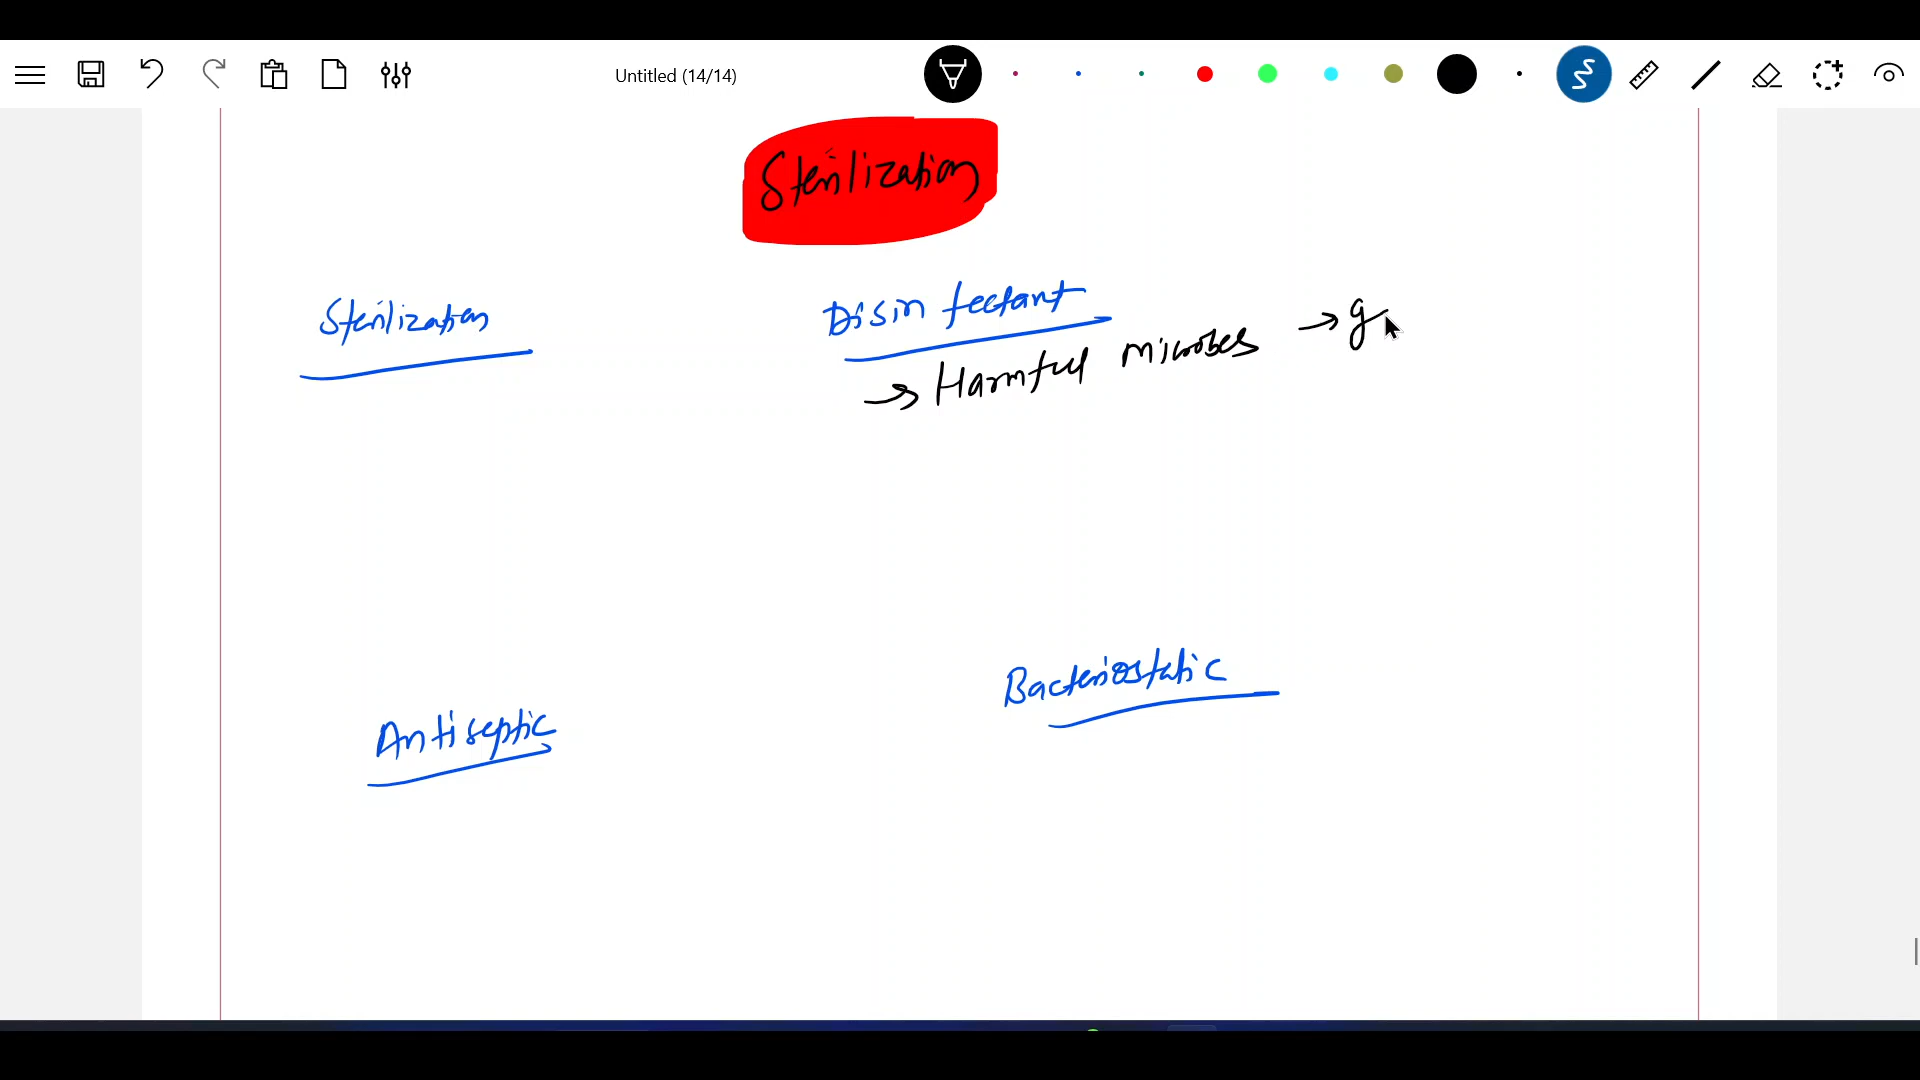 Untitled (14/14)
Sterilization
Sterilization
Disinfectant
→ Harmful microbes → g
Bacteriostatic
Antiseptic